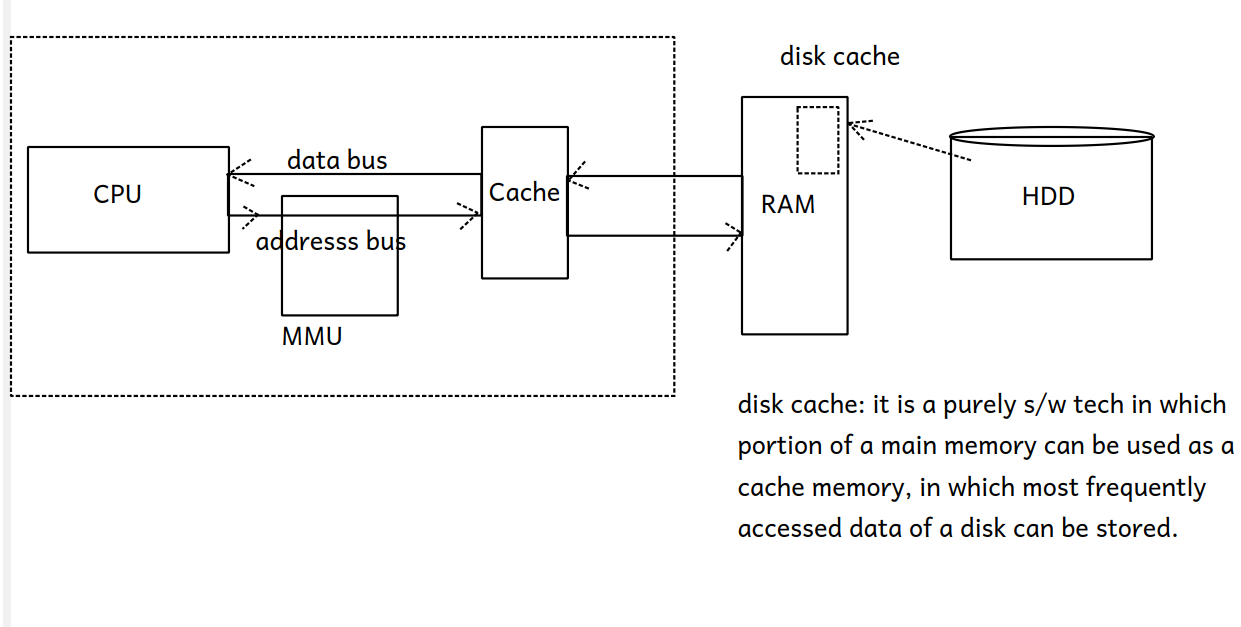 disk cache
data bus
CPU
Cache
RAM
HDD
addresss bus
MMU
disk cache: it is a purely s/w tech in which
portion of a main memory can be used as a
cache memory, in which most frequently
accessed data of a disk can be stored.